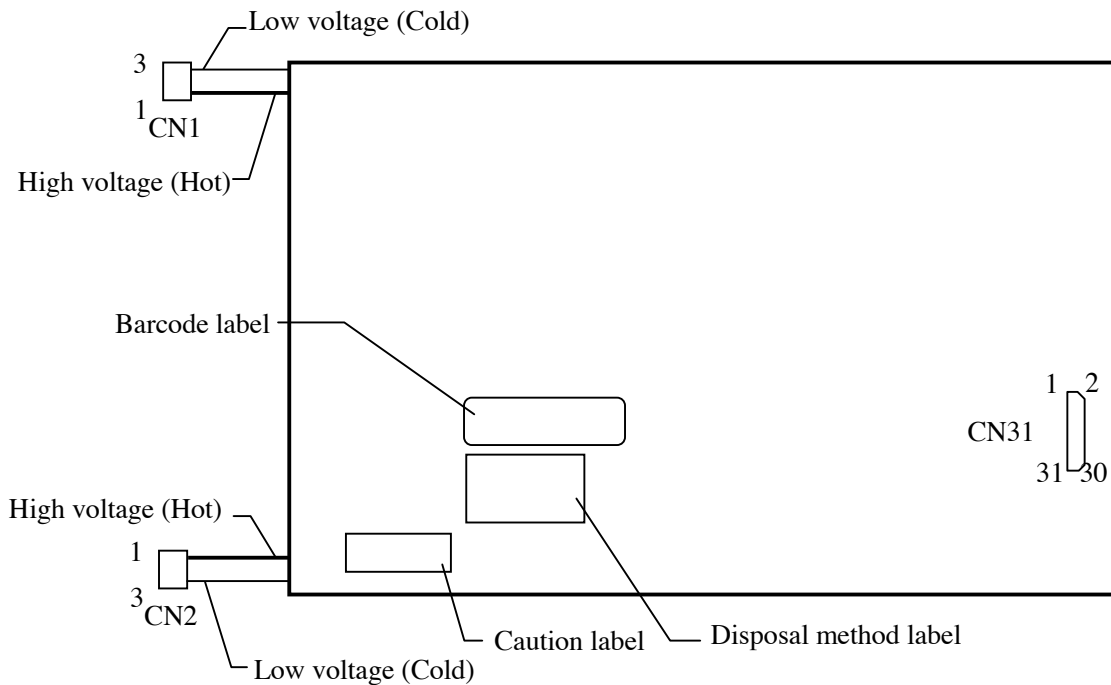 Low voltage (Cold)
3
1
CN1
High voltage (Hot)
Barcode label
1 2
CN31
31 30
High voltage (Hot)
1
3
CN2
Caution label
Disposal method label
Low voltage (Cold)